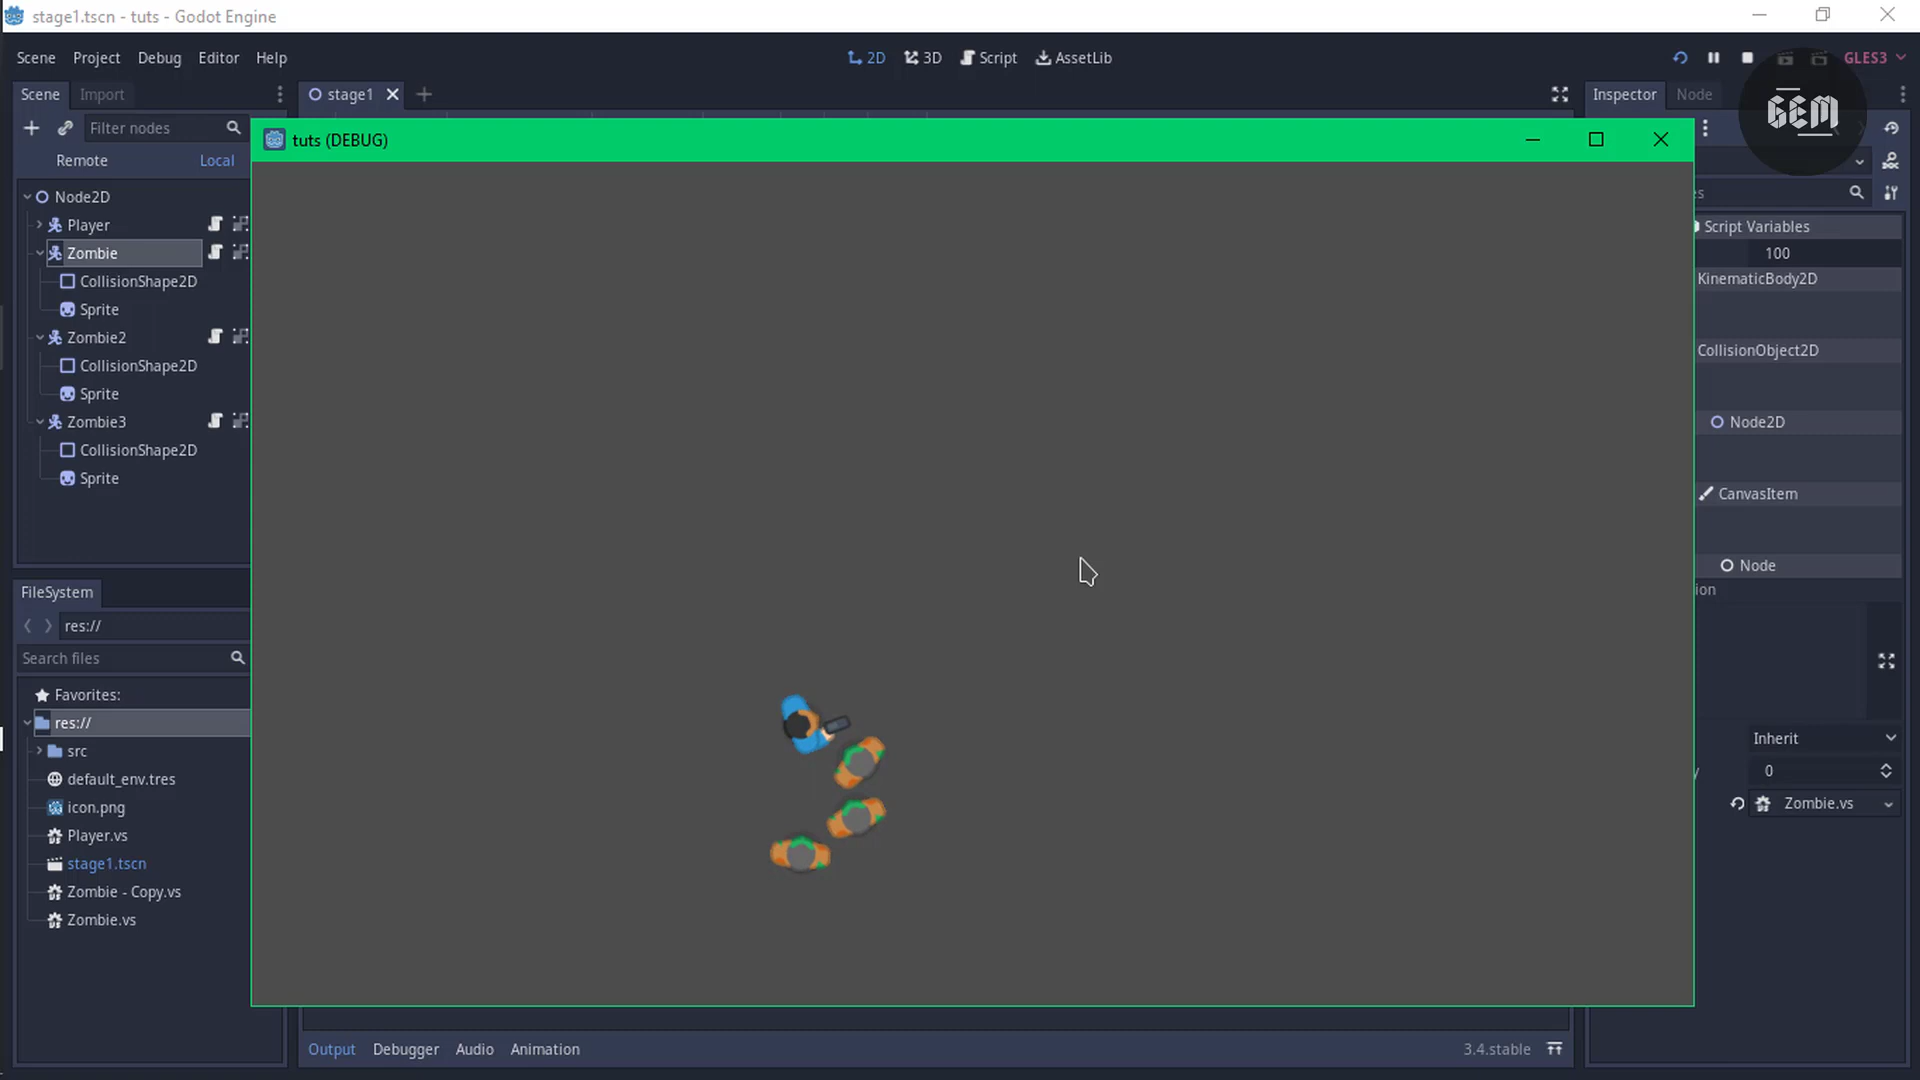 stage1.tscn - tuts - Godot Engine
Scene Project Debug Editor Help 2D 3D Script AssetLib GLES3
Scene Import stage1 Inspector Node
GEM
Filter nodes
tuts (DEBUG)
Remote Local
Node2D
Player
Zombie
CollisionShape2D
Sprite
Zombie2
CollisionShape2D
Sprite
Zombie3
CollisionShape2D
Sprite
FileSystem
res://
Search files
Favorites:
res://
src
default_env.tres
icon.png
Player.vs
stage1.tscn
Zombie - Copy.vs
Zombie.vs
es
Script Variables
100
KinematicBody2D
CollisionObject2D
Node2D
CanvasItem
Node
ion
Inherit
y 0
Zombie.vs
Output Debugger Audio Animation 3.4.stable